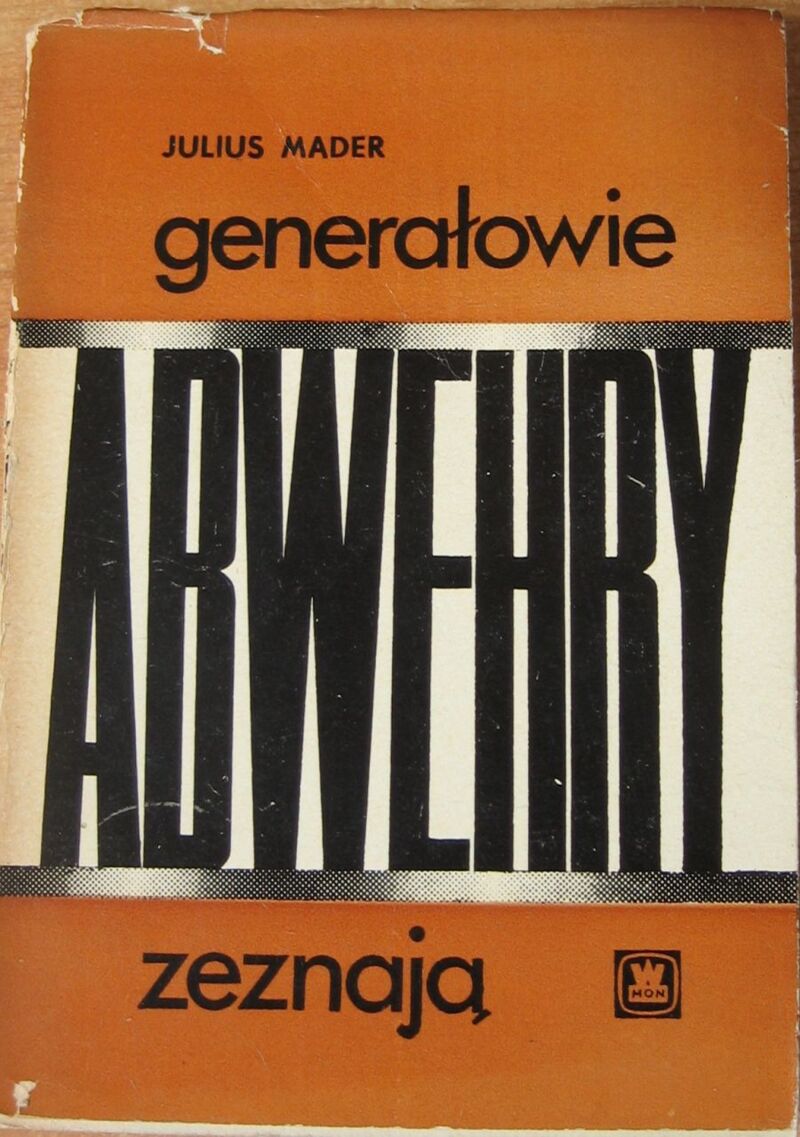 JULIUS MADER
generałowie
ABWEHRY
zeznają
W
MON